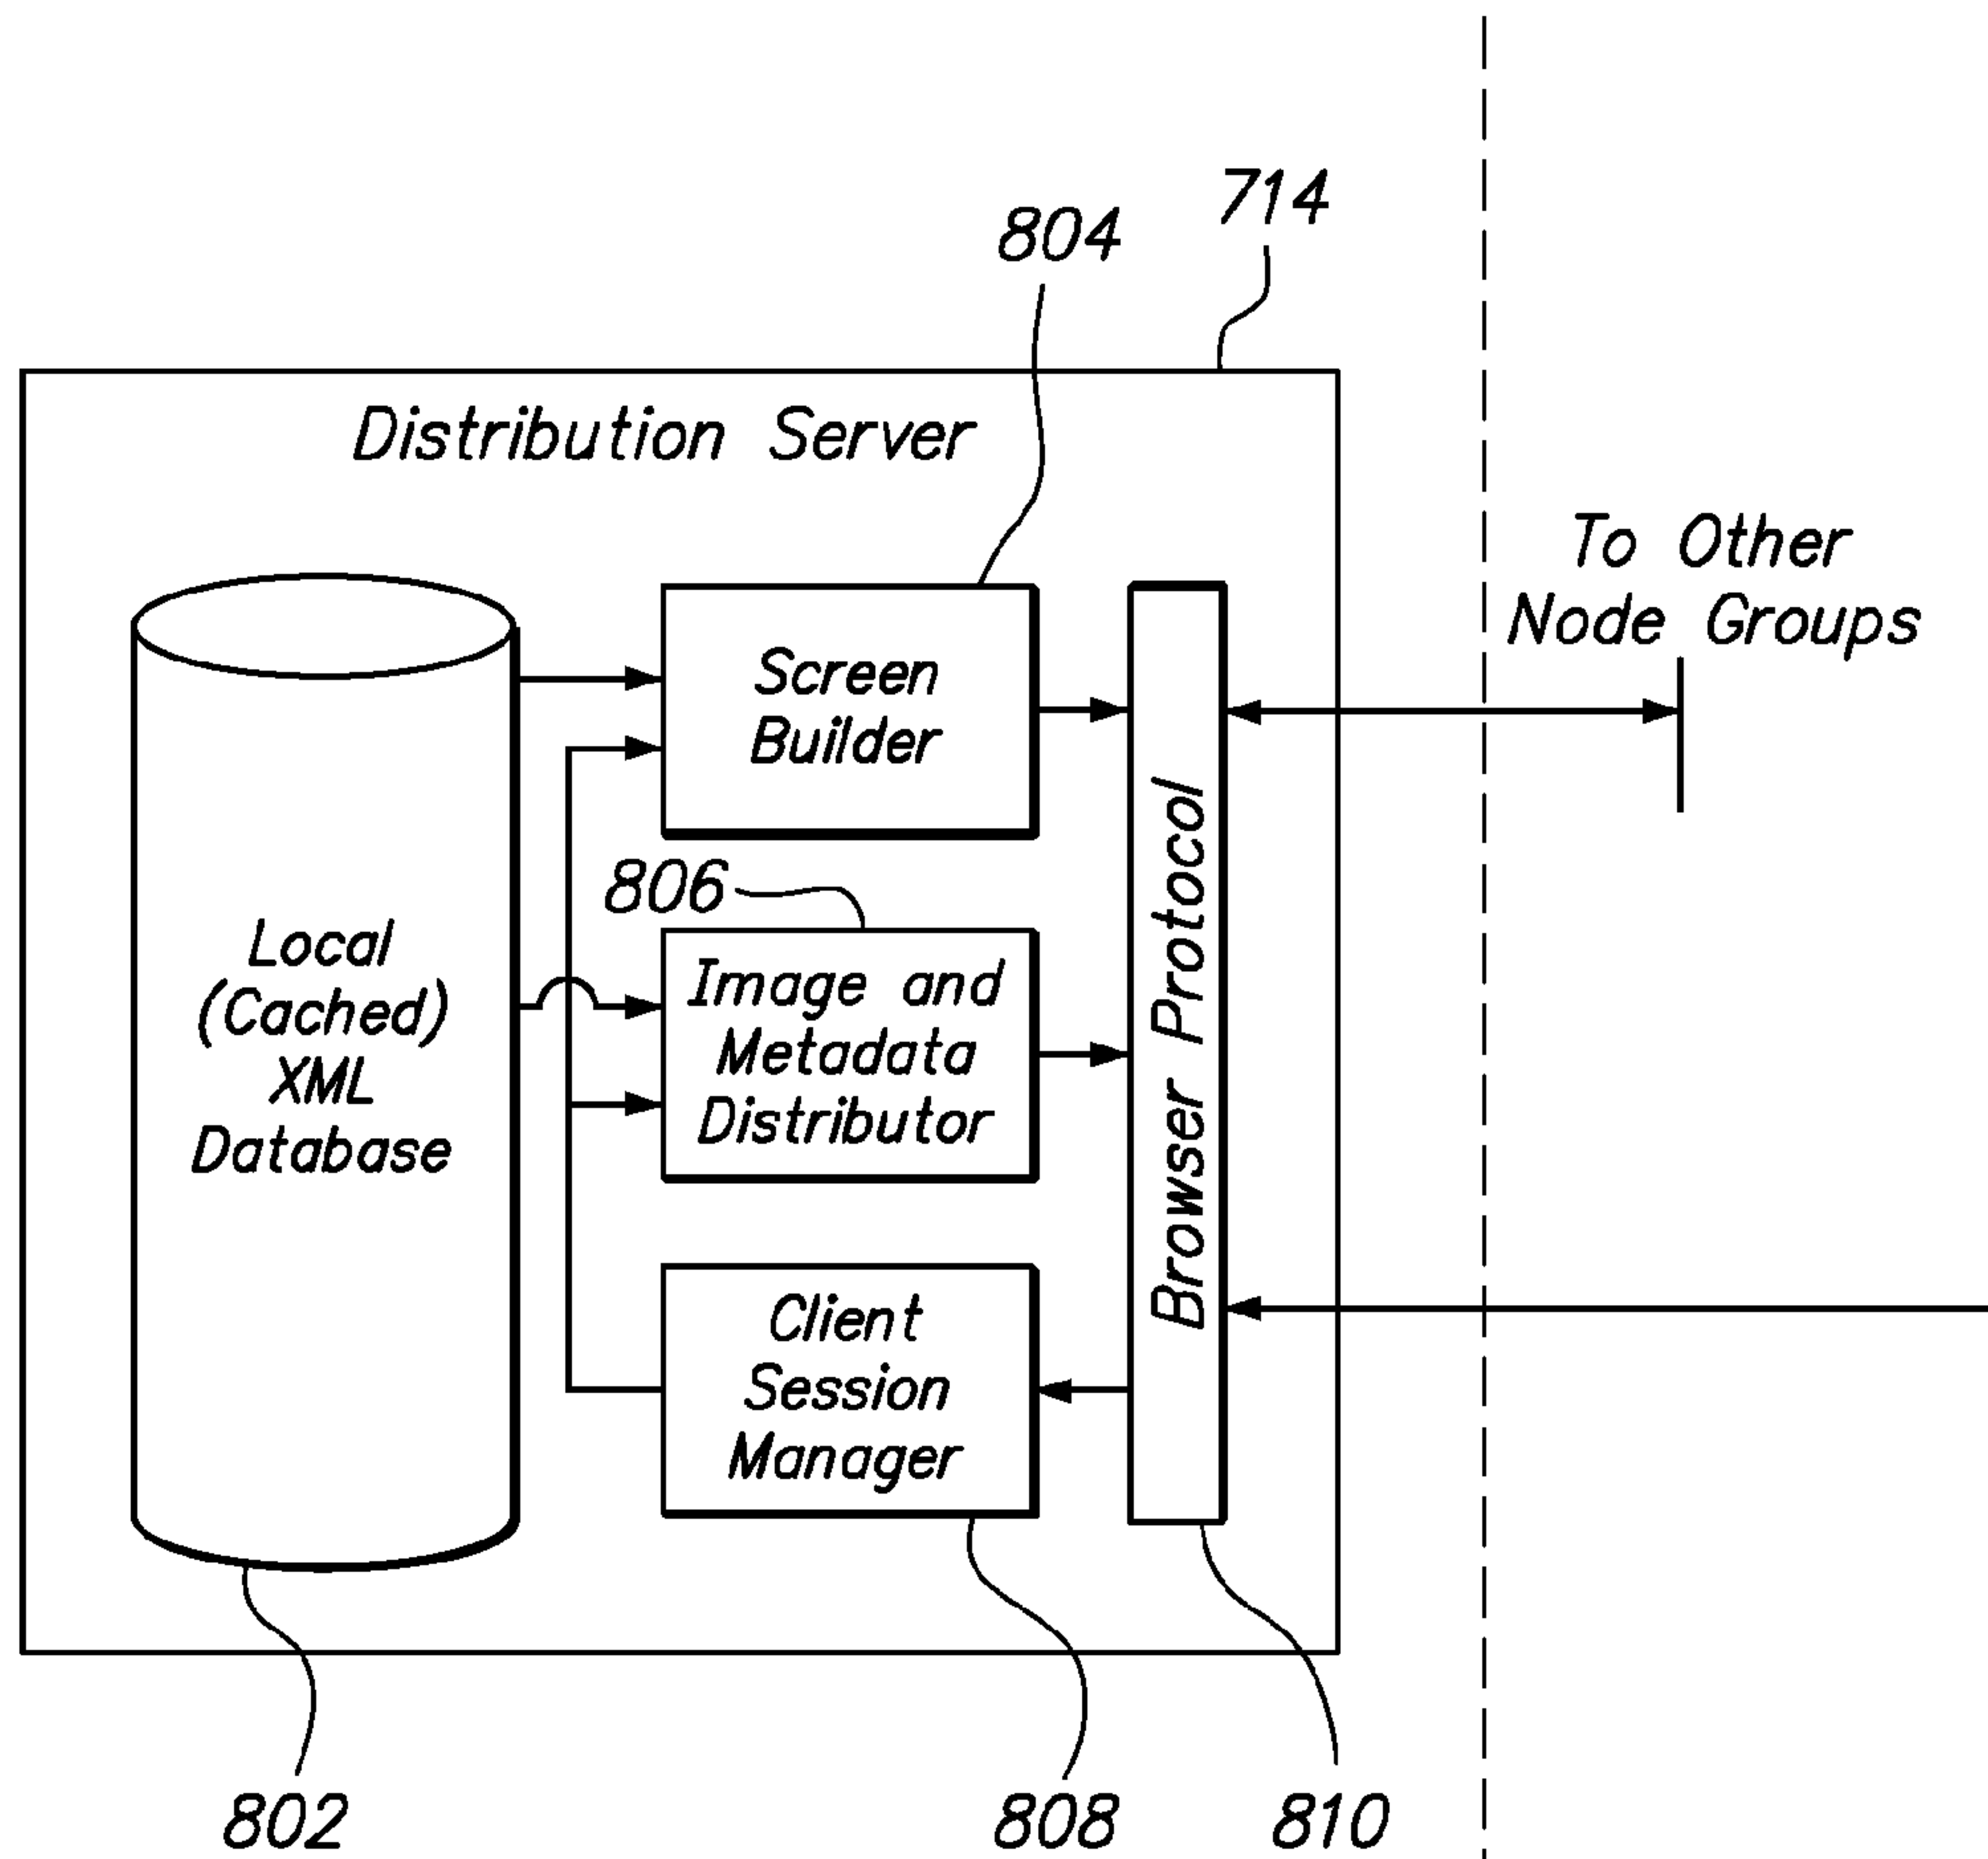 714
804
Distribution Server
To Other
Node Groups
Screen
Builder
806
Local
(Cached)
XML
Database
Image and
Metadata
Distributor
Browser Protocol
Client
Session
Manager
802
808
810